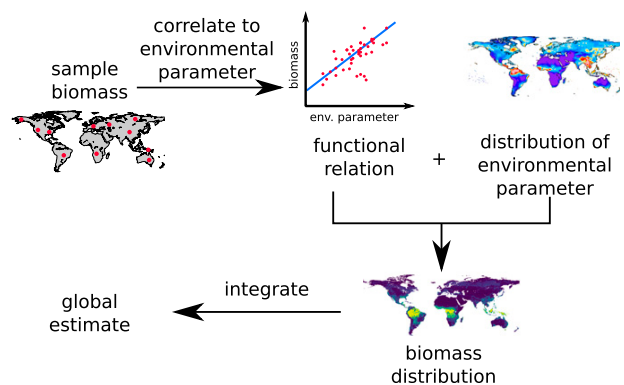 correlate to
environmental
parameter
sample
biomass
biomass
env. parameter
functional
relation
+
distribution of
environmental
parameter
integrate
global
estimate
biomass
distribution